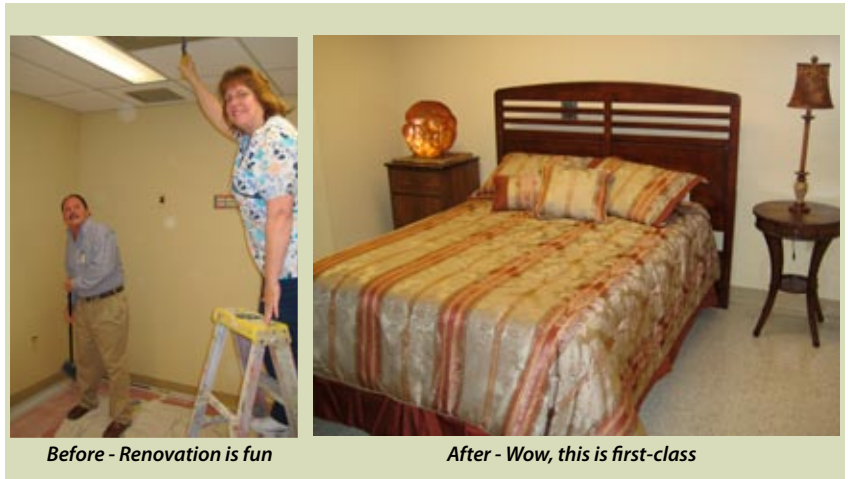 Before - Renovation is fun
After - Wow, this is first-class